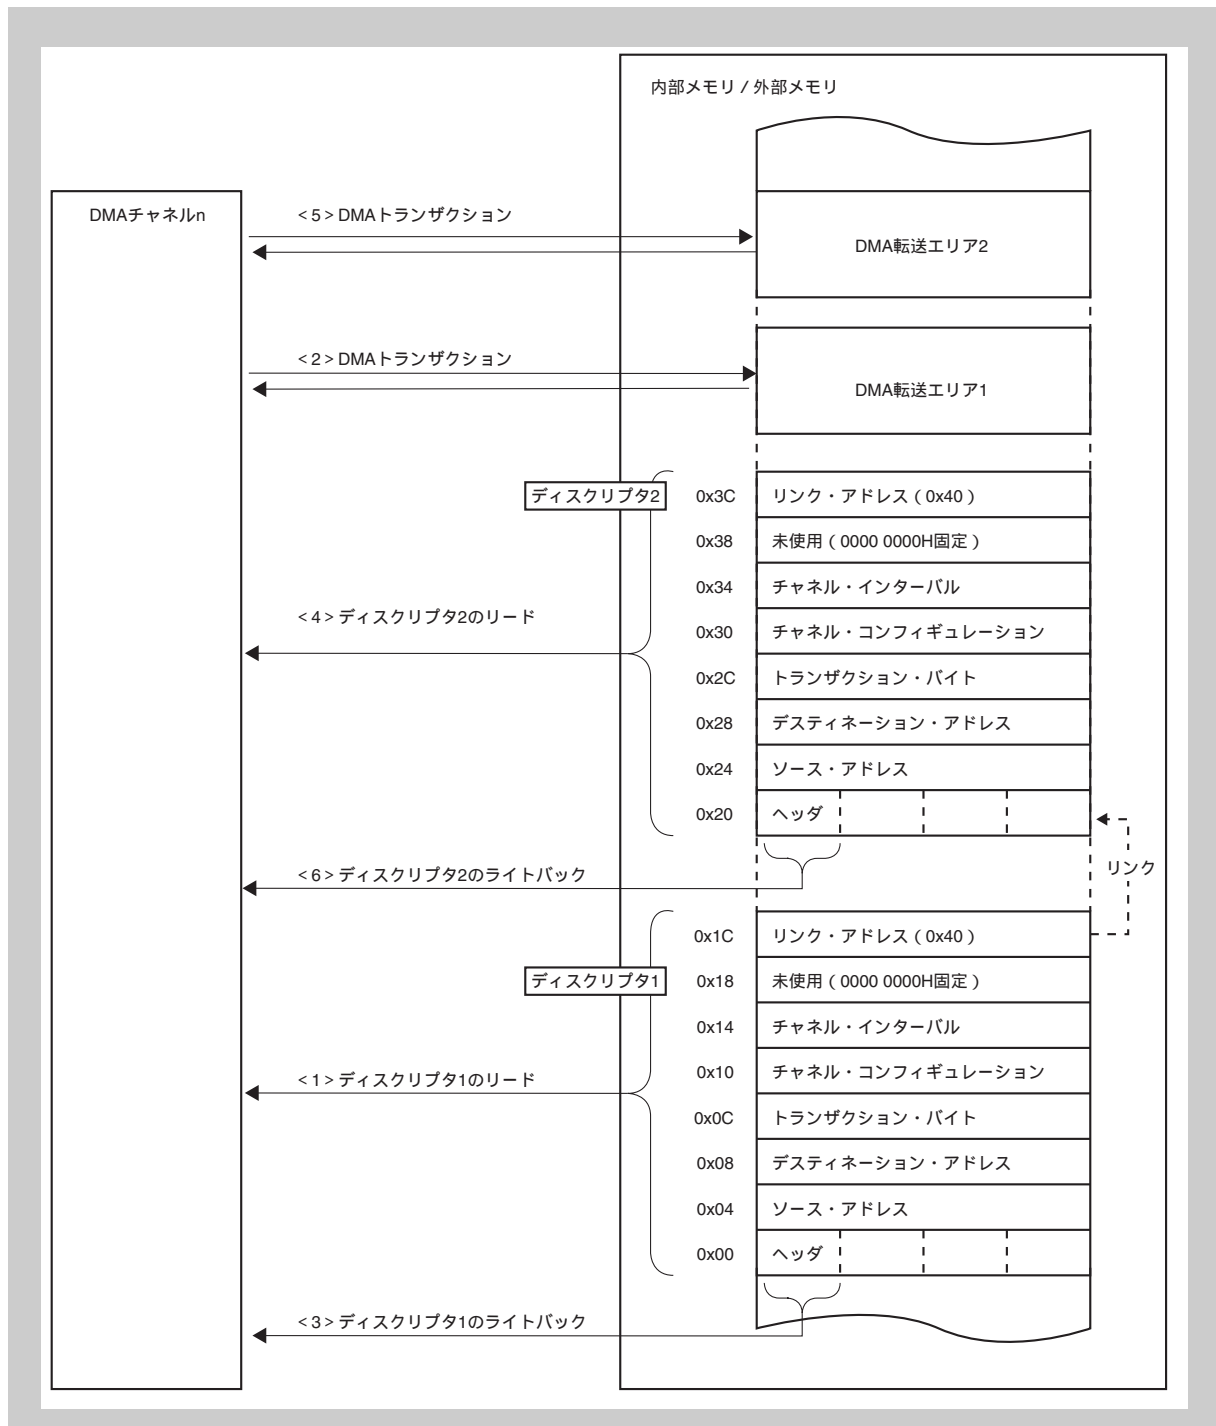 内部メモリ / 外部メモリ
DMAチャネルn
<5>DMAトランザクション
DMA転送エリア2
<2>DMAトランザクション
DMA転送エリア1
ディスクリプタ2
0x3C リンク・アドレス(0x40)
0x38 未使用(0000 0000H固定)
0x34 チャネル・インターバル
<4>ディスクリプタ2のリード
0x30 チャネル・コンフィギュレーション
0x2C トランザクション・バイト
0x28 デスティネーション・アドレス
0x24 ソース・アドレス
0x20 ヘッダ
リンク
<6>ディスクリプタ2のライトバック
0x1C リンク・アドレス(0x40)
ディスクリプタ1
0x18 未使用(0000 0000H固定)
0x14 チャネル・インターバル
<1>ディスクリプタ1のリード
0x10 チャネル・コンフィギュレーション
0x0C トランザクション・バイト
0x08 デスティネーション・アドレス
0x04 ソース・アドレス
0x00 ヘッダ
<3>ディスクリプタ1のライトバック